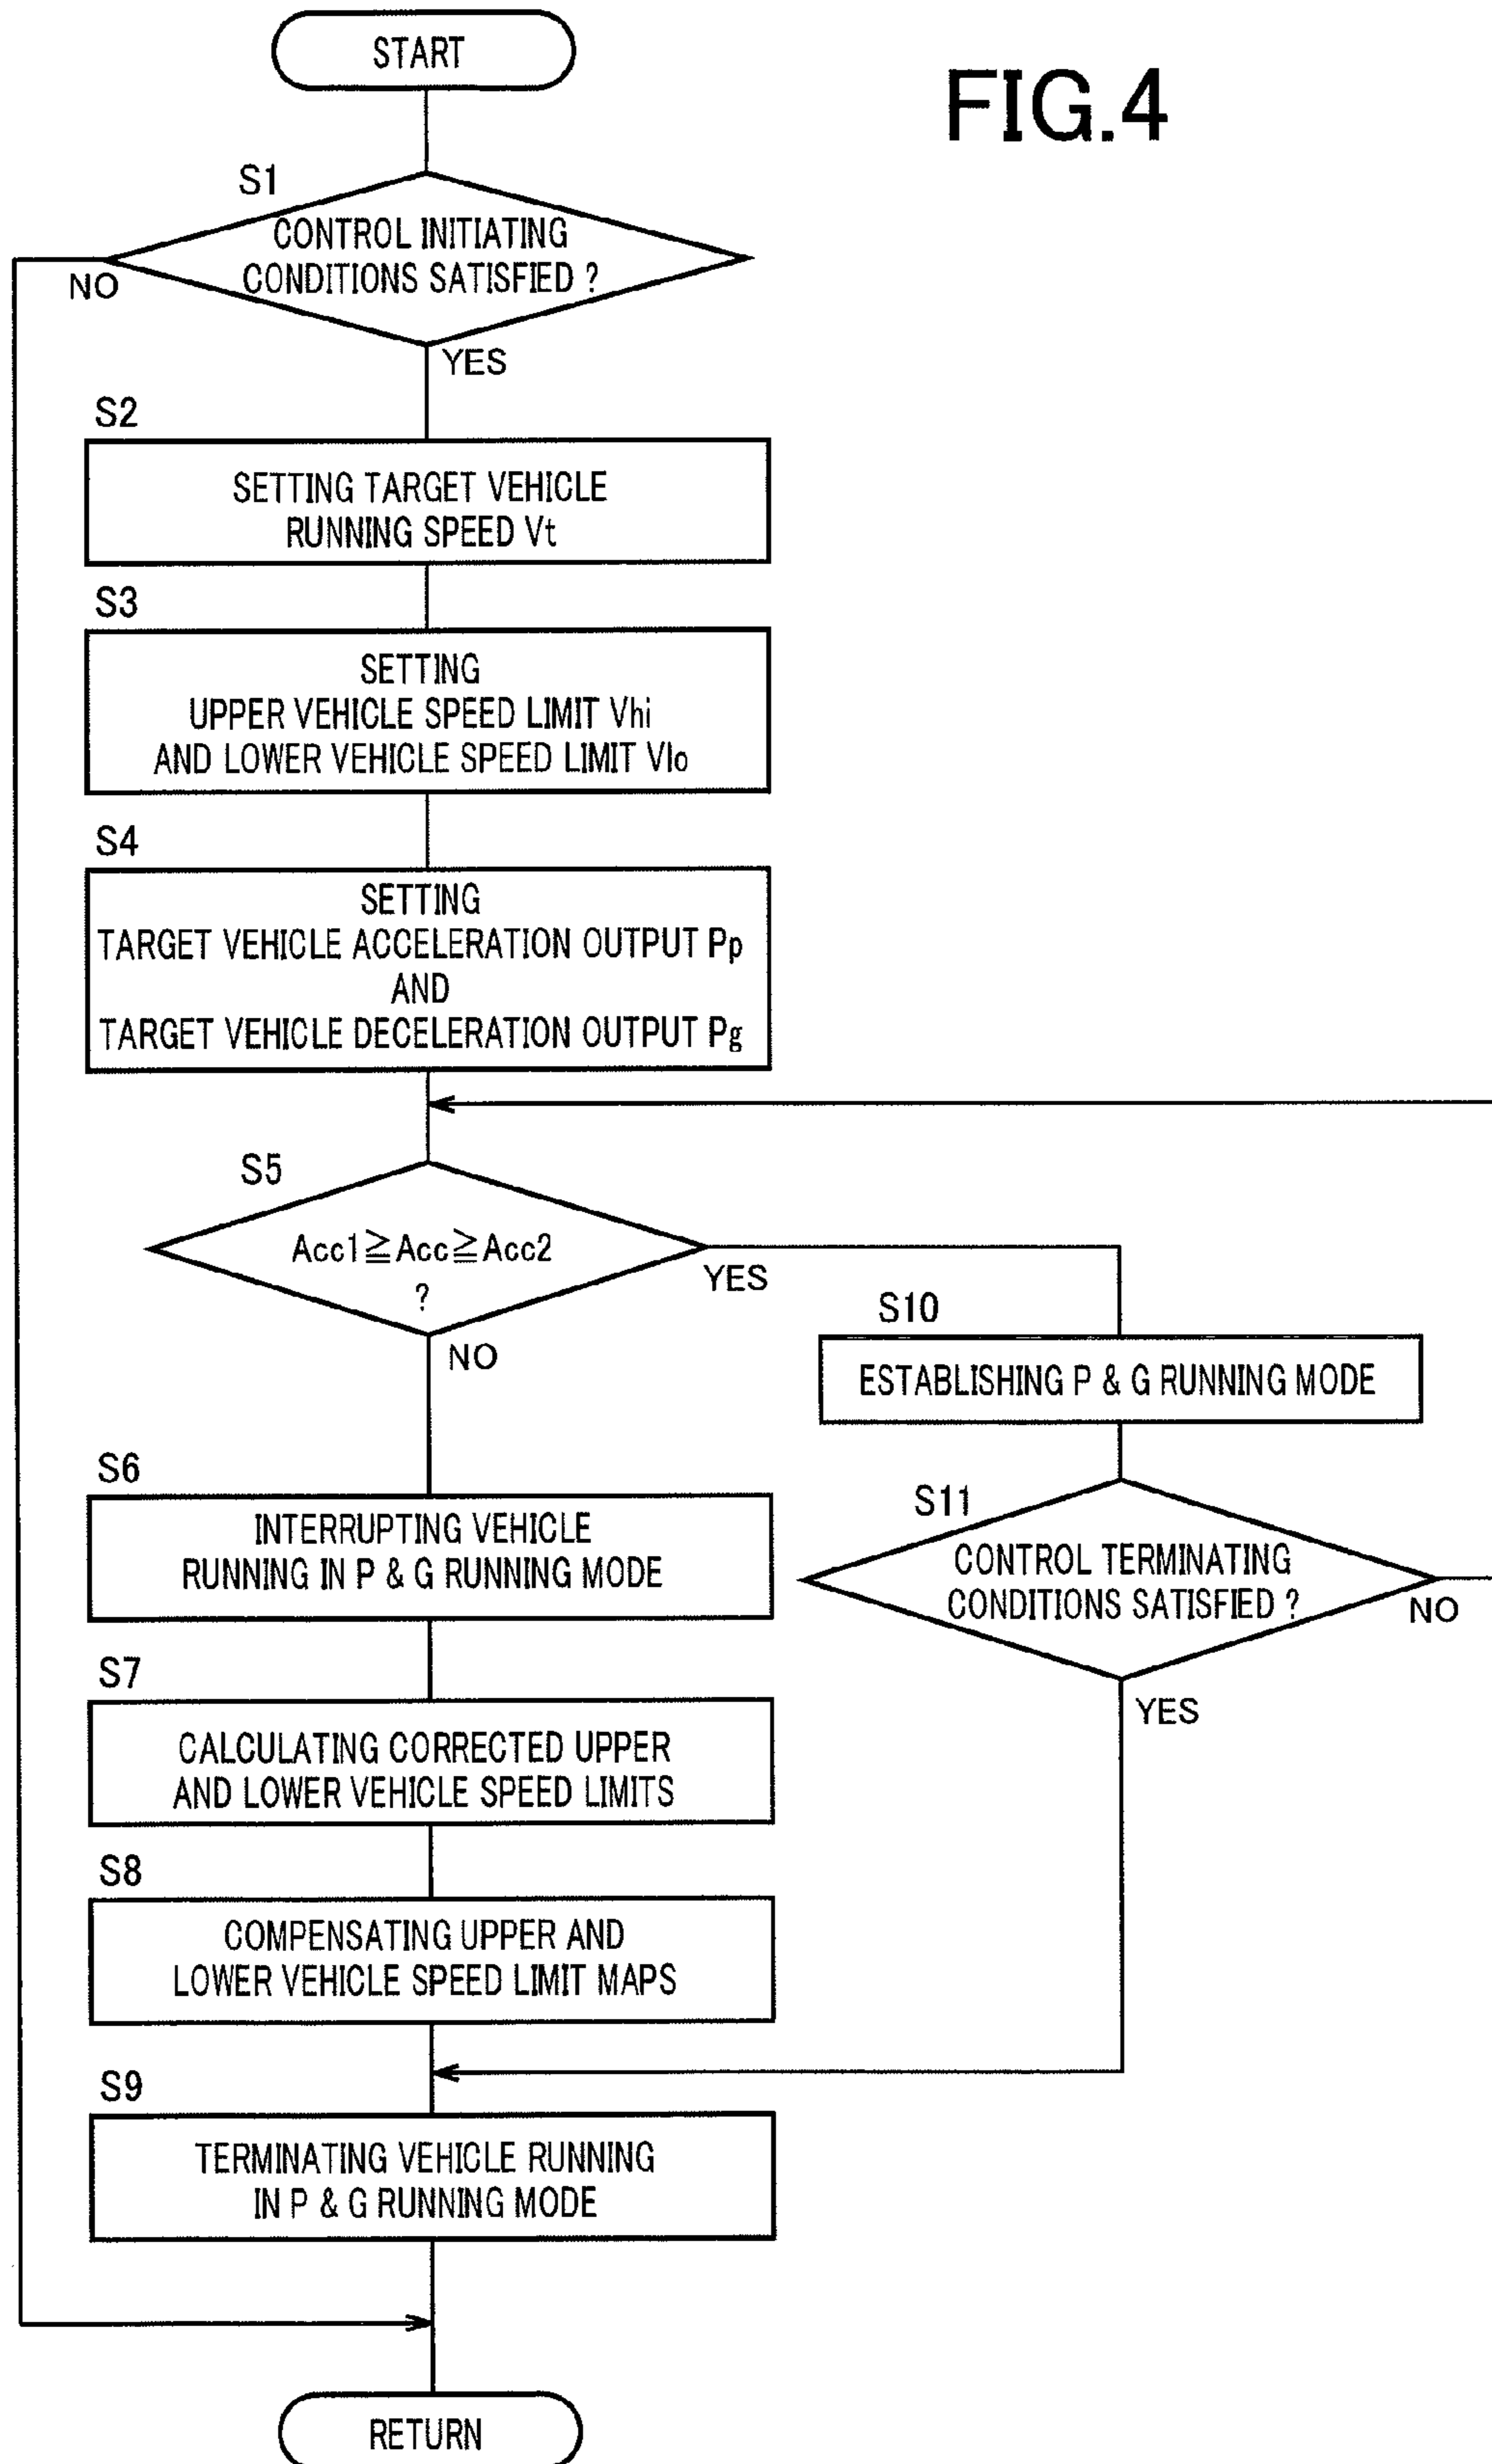 START
FIG.4
S1
CONTROL INITIATING
CONDITIONS SATISFIED ?
NO
YES
S2
SETTING TARGET VEHICLE
RUNNING SPEED Vt
S3
SETTING
UPPER VEHICLE SPEED LIMIT Vhi
AND LOWER VEHICLE SPEED LIMIT Vlo
S4
SETTING
TARGET VEHICLE ACCELERATION OUTPUT Pp
AND
TARGET VEHICLE DECELERATION OUTPUT Pg
S5
Acc1≧Acc≧Acc2
?
YES
NO
S10
ESTABLISHING P & G RUNNING MODE
S11
CONTROL TERMINATING
CONDITIONS SATISFIED ?
NO
YES
S6
INTERRUPTING VEHICLE
RUNNING IN P & G RUNNING MODE
S7
CALCULATING CORRECTED UPPER
AND LOWER VEHICLE SPEED LIMITS
S8
COMPENSATING UPPER AND
LOWER VEHICLE SPEED LIMIT MAPS
S9
TERMINATING VEHICLE RUNNING
IN P & G RUNNING MODE
RETURN